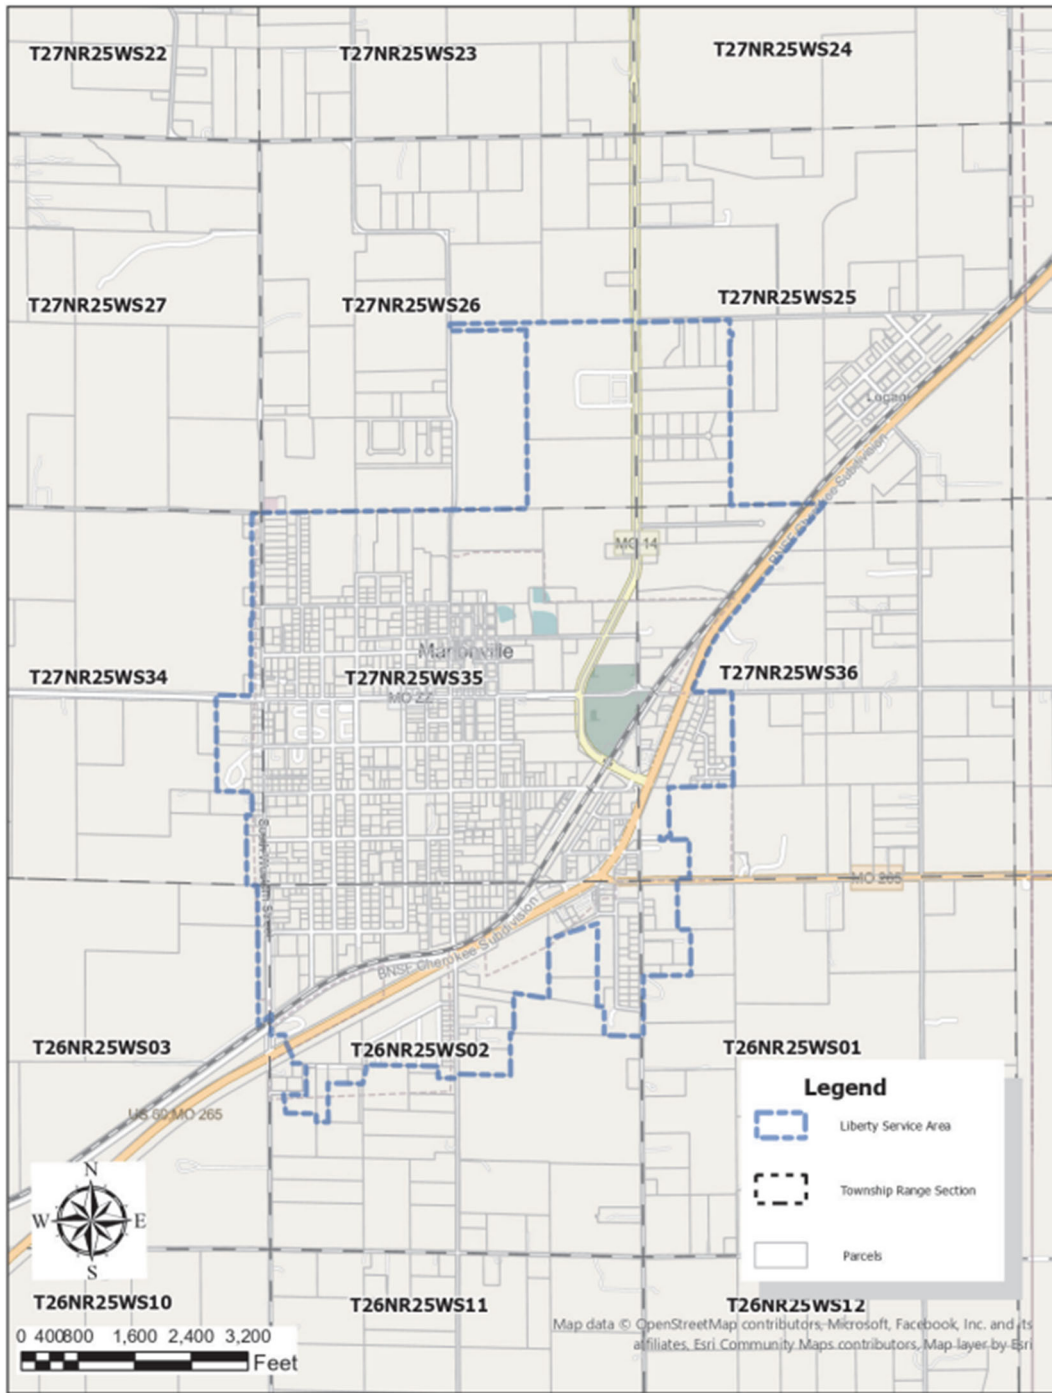 T27NR25WS22
T27NR25WS23
T27NR25WS24
T27NR25WS27
T27NR25WS26
T27NR25WS25
Logan
BNSF Cherokee Subdivision
MO 14
Marionville
T27NR25WS34
T27NR25WS35
T27NR25WS36
MO ZZ
South Western Street
MO 265
BNSF Cherokee Subdivision
T26NR25WS03
T26NR25WS02
T26NR25WS01
US 60;MO 265
Legend
Liberty Service Area
Township Range Section
Parcels
N
W
E
S
T26NR25WS10
T26NR25WS11
T26NR25WS12
0 400800 1,600 2,400 3,200
Feet
Map data © OpenStreetMap contributors, Microsoft, Facebook, Inc. and its
affiliates, Esri Community Maps contributors, Map layer by Esri